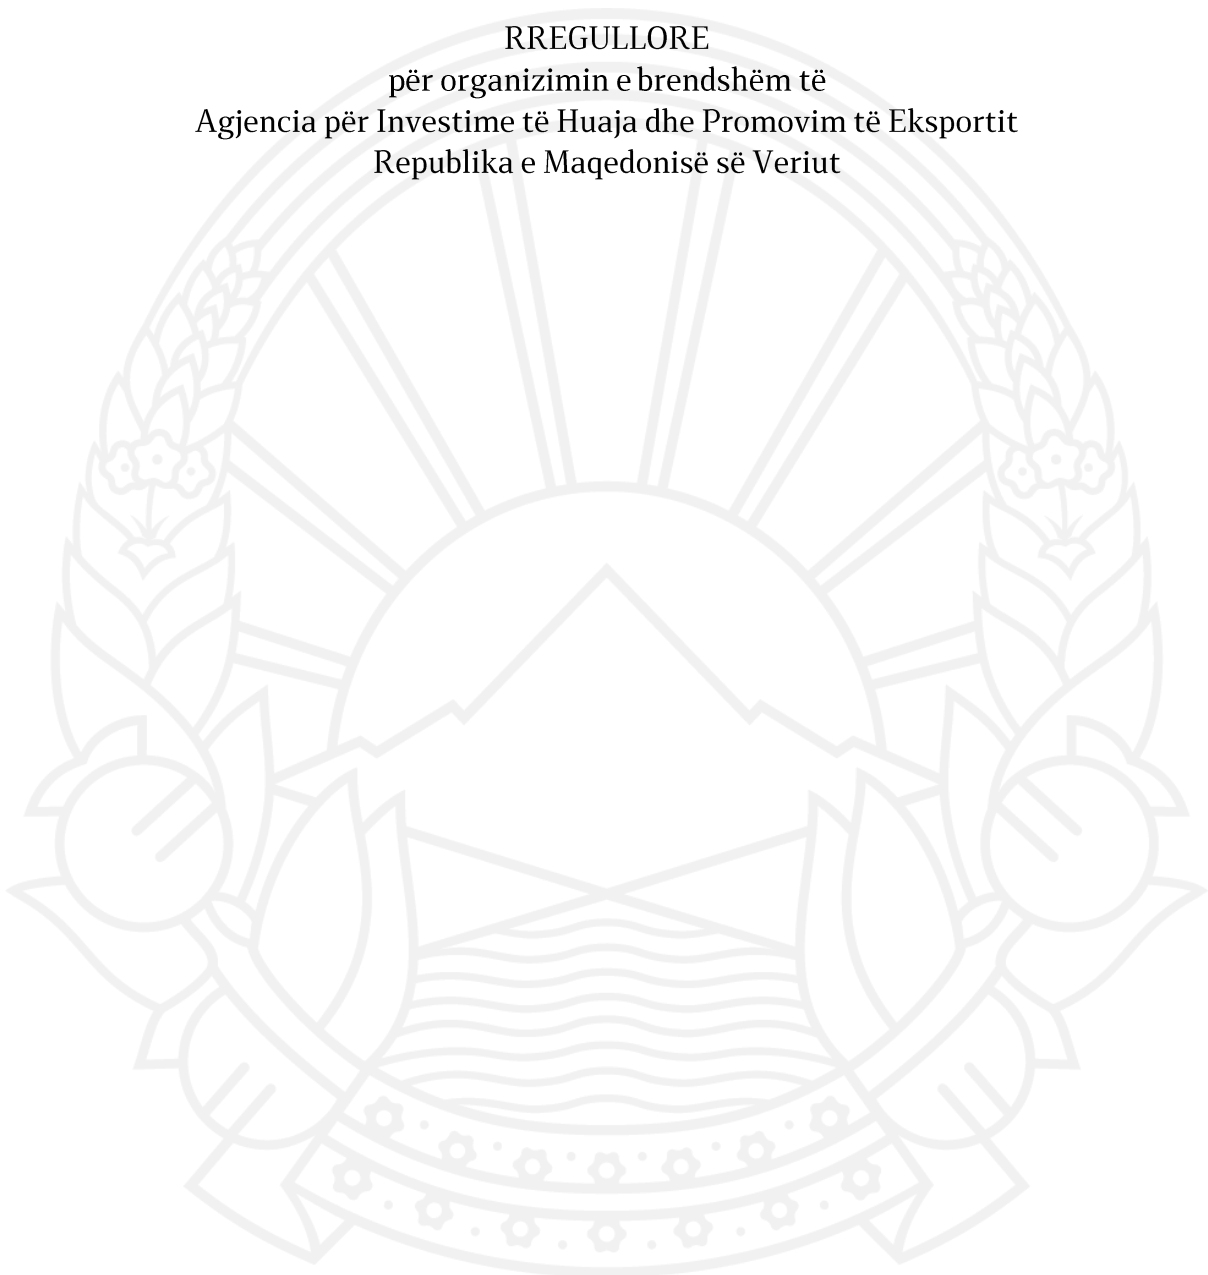 RREGULLORE
për organizimin e brendshëm të
Agjencia për Investime të Huaja dhe Promovim të Eksportit
Republika e Maqedonisë së Veriut